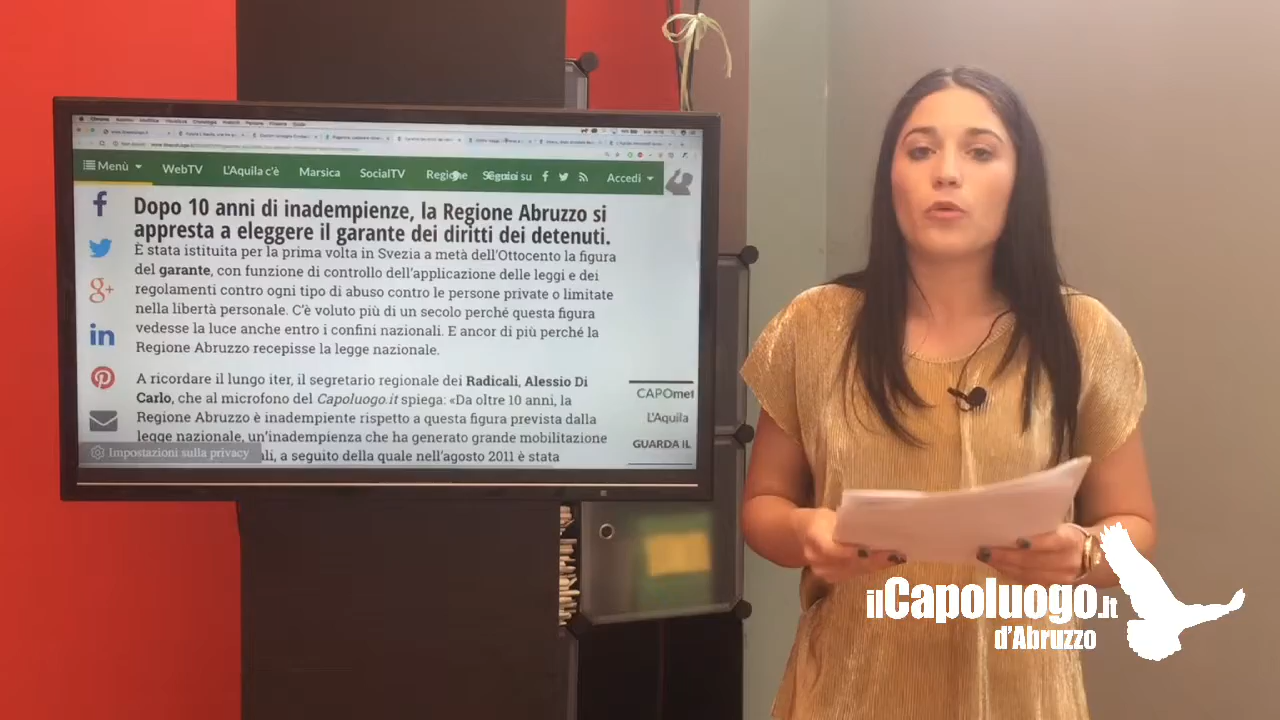 Menù
WebTV
L'Aquila c'è
Marsica
SocialTV
Regione
Accedi
Dopo 10 anni di inadempienze, la Regione Abruzzo si
appresta a eleggere il garante dei diritti dei detenuti.
È stata istituita per la prima volta in Svezia a metà dell'Ottocento la figura
del garante, con funzione di controllo dell'applicazione delle leggi e dei
regolamenti contro ogni tipo di abuso contro le persone private o limitate
nella libertà personale. C'è voluto più di un secolo perché questa figura
vedesse la luce anche entro i confini nazionali. E ancor di più perché la
Regione Abruzzo recepisse la legge nazionale.
A ricordare il lungo iter, il segretario regionale dei Radicali, Alessio Di
Carlo, che al microfono del Capoluogo.it spiega: «Da oltre 10 anni, la
Regione Abruzzo è inadempiente rispetto a questa figura prevista dalla
legge nazionale, un'inadempienza che ha generato grande mobilitazione
ali, a seguito della quale nell'agosto 2011 è stata
Impostazioni sulla privacy
CAPOmet
L'Aquila
GUARDA IL
ilCapoluogo.it
d'Abruzzo